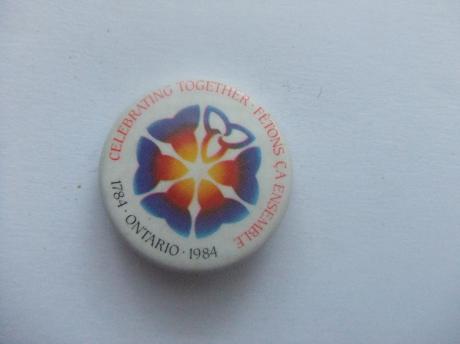 CELEBRATING TOGETHER · FÊTONS ÇA ENSEMBLE
1784 · ONTARIO · 1984